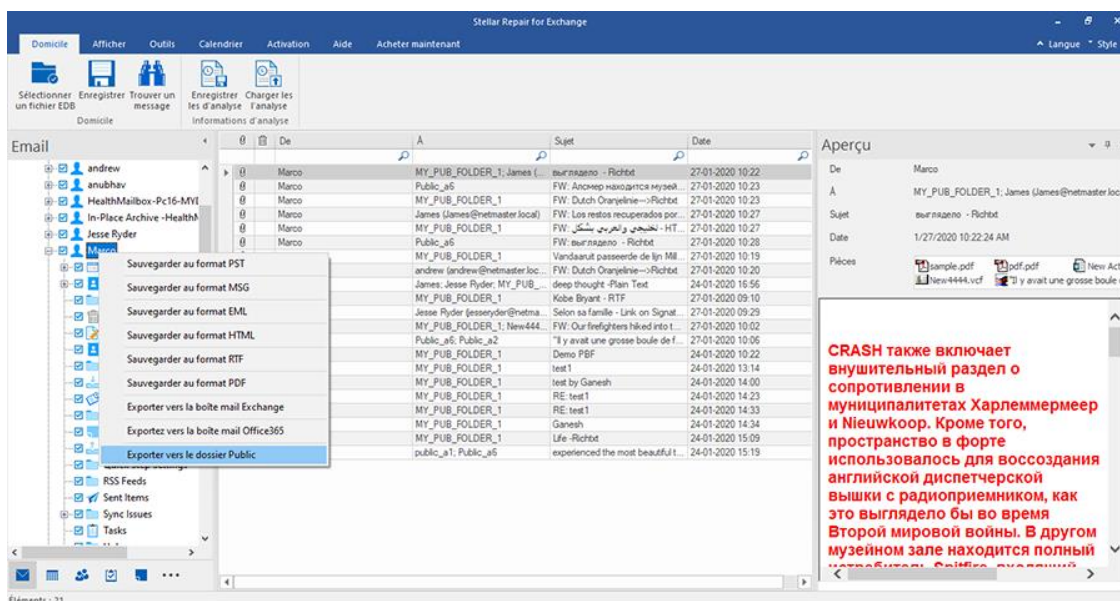 Stellar Repair for Exchange
Domicile Afficher Outils Calendrier Activation Aide Acheter maintenant
Langue Style
Sélectionner un fichier EDB
Enregistrer
Trouver un message
Enregistrer les d'analyse
Charger les l'analyse
Domicile
Informations d'analyse
Email
andrew
anubhav
HealthMailbox-Pc16-MYD
In-Place Archive -HealthM
Jesse Ryder
Marco
Sauvegarder au format PST
Sauvegarder au format MSG
Sauvegarder au format EML
Sauvegarder au format HTML
Sauvegarder au format RTF
Sauvegarder au format PDF
Exporter vers la boîte mail Exchange
Exportez vers la boîte mail Office365
Exporter vers le dossier Public
RSS Feeds
Sent Items
Sync Issues
Tasks
De À Sujet Date
Marco MY_PUB_FOLDER_1; James (... выглядело - Richtxt 27-01-2020 10:22
Marco Public_a6 FW: Алсмер находится музей... 27-01-2020 10:23
Marco MY_PUB_FOLDER_1 FW: Dutch Oranjelinie-->Richtxt 27-01-2020 10:23
Marco James (James@netmaster.local) FW: Los restos recuperados por... 27-01-2020 10:27
Marco MY_PUB_FOLDER_1 FW: HT... 27-01-2020 10:27
Marco Public_a6 FW: выглядело - Richtxt 27-01-2020 10:28
MY_PUB_FOLDER_1 Vandaaruit passeerde de lijn Mil... 27-01-2020 10:19
andrew (andrew@netmaster.loc... FW: Dutch Oranjelinie-->Richtxt 27-01-2020 10:20
James; Jesse Ryder; MY_PUB_... deep thought -Plain Text 24-01-2020 16:56
MY_PUB_FOLDER_1 Kobe Bryant - RTF 27-01-2020 09:10
Jesse Ryder (jesseryder@netma... Selon sa famille - Link on Signat... 27-01-2020 09:29
MY_PUB_FOLDER_1; New444... FW: Our firefighters hiked into t... 27-01-2020 10:02
Public_a6; Public_a2 "Il y avait une grosse boule de f... 27-01-2020 10:06
MY_PUB_FOLDER_1 Demo PBF 24-01-2020 10:22
MY_PUB_FOLDER_1 test1 24-01-2020 13:14
MY_PUB_FOLDER_1 test by Ganesh 24-01-2020 14:00
MY_PUB_FOLDER_1 RE: test1 24-01-2020 14:23
MY_PUB_FOLDER_1 RE: test1 24-01-2020 14:33
MY_PUB_FOLDER_1 Ganesh 24-01-2020 14:34
MY_PUB_FOLDER_1 Life -Richtxt 24-01-2020 15:09
public_a1; Public_a6 experienced the most beautiful t... 24-01-2020 15:19
Aperçu
De Marco
À MY_PUB_FOLDER_1; James (James@netmaster.loc
Sujet выглядело - Richtxt
Date 1/27/2020 10:22:24 AM
Pièces sample.pdf pdf.pdf New Act
New4444.vcf "Il y avait une grosse boule
CRASH также включает
внушительный раздел о
сопротивлении в
муниципалитетах Харлеммермеер
и Nieuwkoop. Кроме того,
пространство в форте
использовалось для воссоздания
английской диспетчерской
вышки с радиоприемником, как
это выглядело бы во время
Второй мировой войны. В другом
музейном зале находится полный